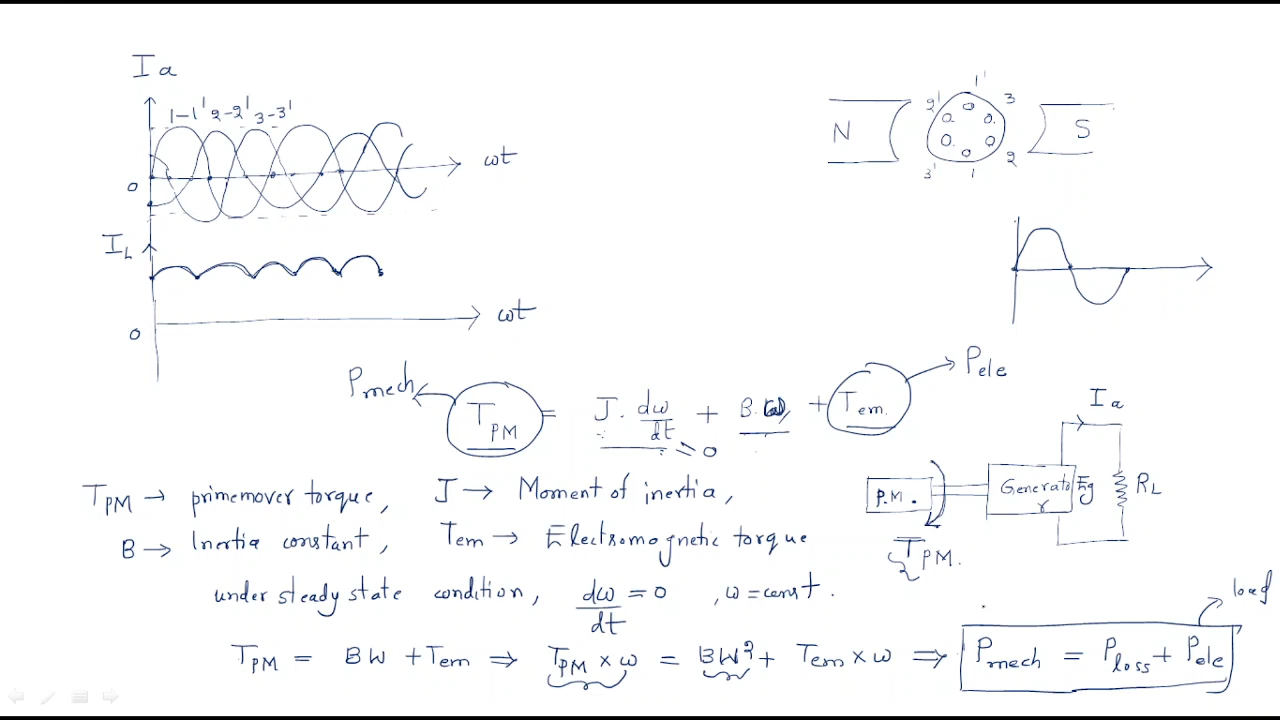 Ia
1-1' 2-2' 3-3'
0
ωt
IL
0
ωt
N
S
1'
3
2'
2
1
3'
Pmech
TPM = J. dω/dt + B. ω + Tem.
= 0
Pele
TPM → primemover torque, J → Moment of inertia,
B → Inertia constant, Tem → Electromagnetic torque
under steady state condition, dω/dt = 0, ω = const.
TPM = Bω + Tem ⇒ TPM × ω = Bω² + Tem × ω ⇒ Pmech = Ploss + Pele
load
Ia
P.M.
Generato
r
Eg
RL
TPM.